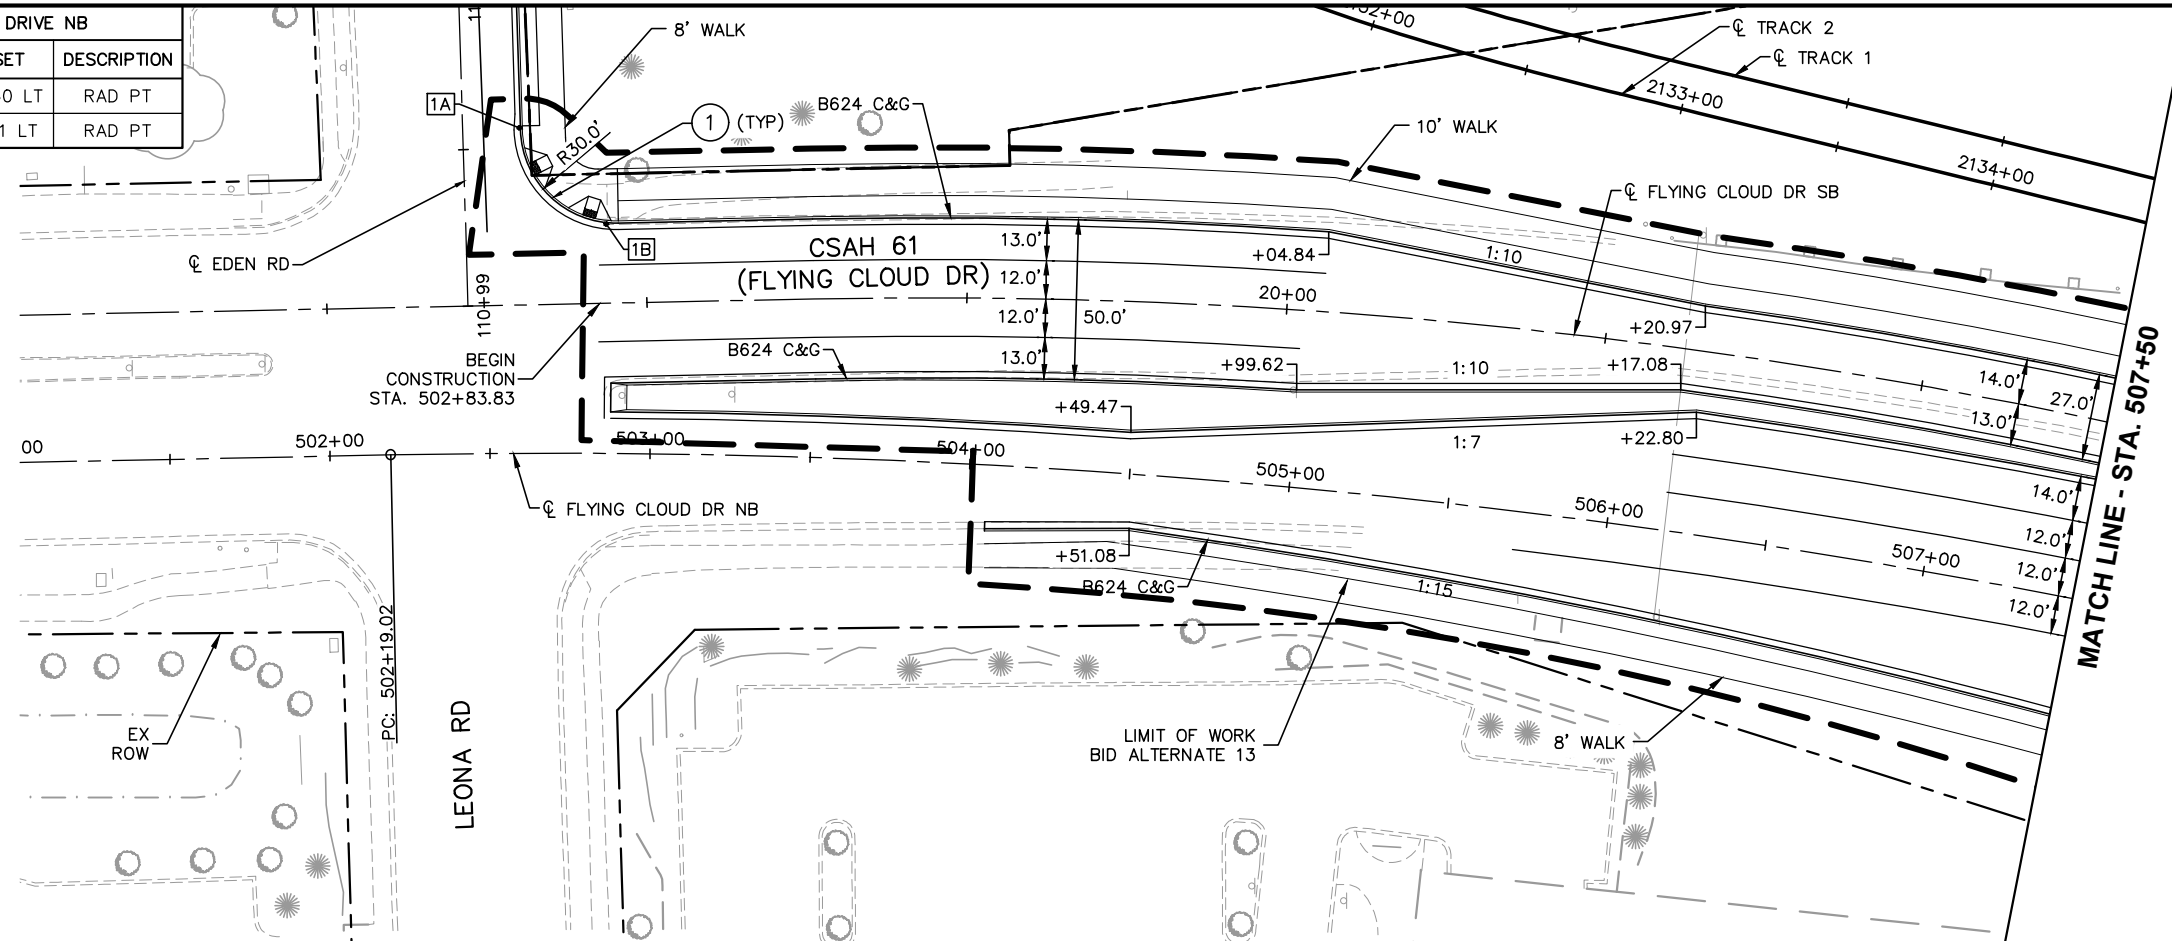 DRIVE NB
SET DESCRIPTION
0 LT RAD PT
1 LT RAD PT
8' WALK
1A
R30.0'
1 (TYP)
B624 C&G
℄ TRACK 2
℄ TRACK 1
2133+00
2134+00
10' WALK
℄ FLYING CLOUD DR SB
1B
℄ EDEN RD
110+99
CSAH 61
(FLYING CLOUD DR)
13.0'
12.0'
12.0'
13.0'
50.0'
+04.84
1:10
20+00
+20.97
BEGIN
CONSTRUCTION
STA. 502+83.83
B624 C&G
+99.62
1:10
+17.08
14.0'
27.0'
13.0'
+49.47
1:7
+22.80
00
502+00
503+00
504+00
505+00
506+00
507+00
℄ FLYING CLOUD DR NB
14.0'
12.0'
12.0'
12.0'
MATCH LINE - STA. 507+50
+51.08
B624 C&G
1:15
PC: 502+19.02
EX
ROW
LEONA RD
LIMIT OF WORK
BID ALTERNATE 13
8' WALK